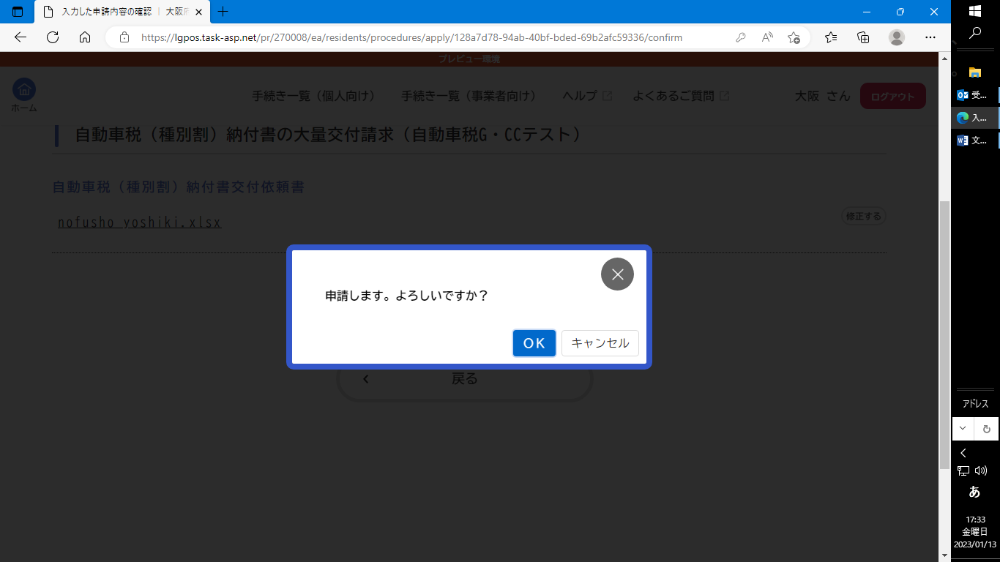 入力した申請内容の確認 | 大阪府
https://lgpos.task-asp.net/pr/270008/ea/residents/procedures/apply/128a7d78-94ab-40bf-bded-69b2afc59336/confirm
プレビュー環境
ホーム
手続き一覧（個人向け） 手続き一覧（事業者向け） ヘルプ よくあるご質問 大阪 さん ログアウト
自動車税（種別割）納付書の大量交付請求（自動車税G・CCテスト）
自動車税（種別割）納付書交付依頼書
nofusho_yoshiki.xlsx
修正する
申請します。よろしいですか？
OK キャンセル
戻る
受...
入...
文...
アドレス
あ
17:33
金曜日
2023/01/13